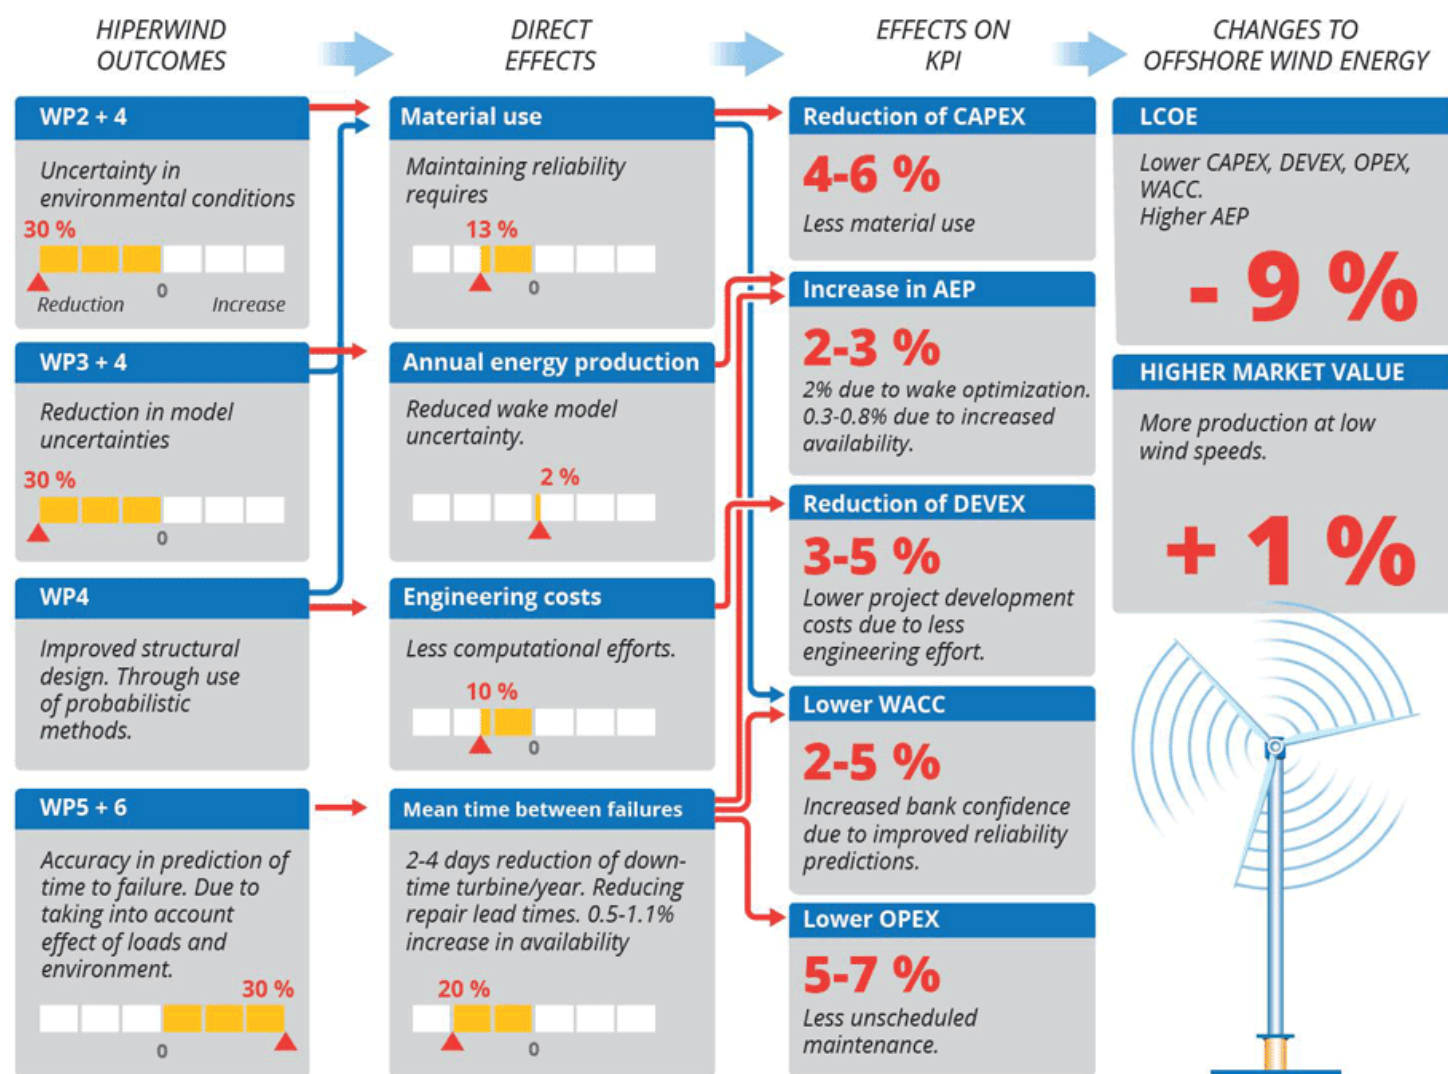 HIPERWIND
OUTCOMES
DIRECT
EFFECTS
EFFECTS ON
KPI
CHANGES TO
OFFSHORE WIND ENERGY
WP2 + 4
Uncertainty in
environmental conditions
30 %
0
Reduction
Increase
WP3 + 4
Reduction in model
uncertainties
30 %
0
WP4
Improved structural
design. Through use
of probabilistic
methods.
WP5 + 6
Accuracy in prediction of
time to failure. Due to
taking into account
effect of loads and
environment.
30 %
0
Material use
Maintaining reliability
requires
13 %
0
Annual energy production
Reduced wake model
uncertainty.
2 %
Engineering costs
Less computational efforts.
10 %
0
Mean time between failures
2-4 days reduction of down-
time turbine/year. Reducing
repair lead times. 0.5-1.1%
increase in availability
20 %
0
Reduction of CAPEX
4-6 %
Less material use
Increase in AEP
2-3 %
2% due to wake optimization.
0.3-0.8% due to increased
availability.
Reduction of DEVEX
3-5 %
Lower project development
costs due to less
engineering effort.
Lower WACC
2-5 %
Increased bank confidence
due to improved reliability
predictions.
Lower OPEX
5-7 %
Less unscheduled
maintenance.
LCOE
Lower CAPEX, DEVEX, OPEX,
WACC.
Higher AEP
- 9 %
HIGHER MARKET VALUE
More production at low
wind speeds.
+ 1 %